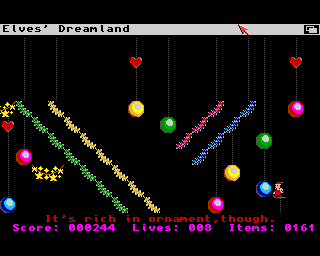 Elves' Dreamland
It's rich in ornament,though.
Score: 000244 Lives: 008 Items: 0161